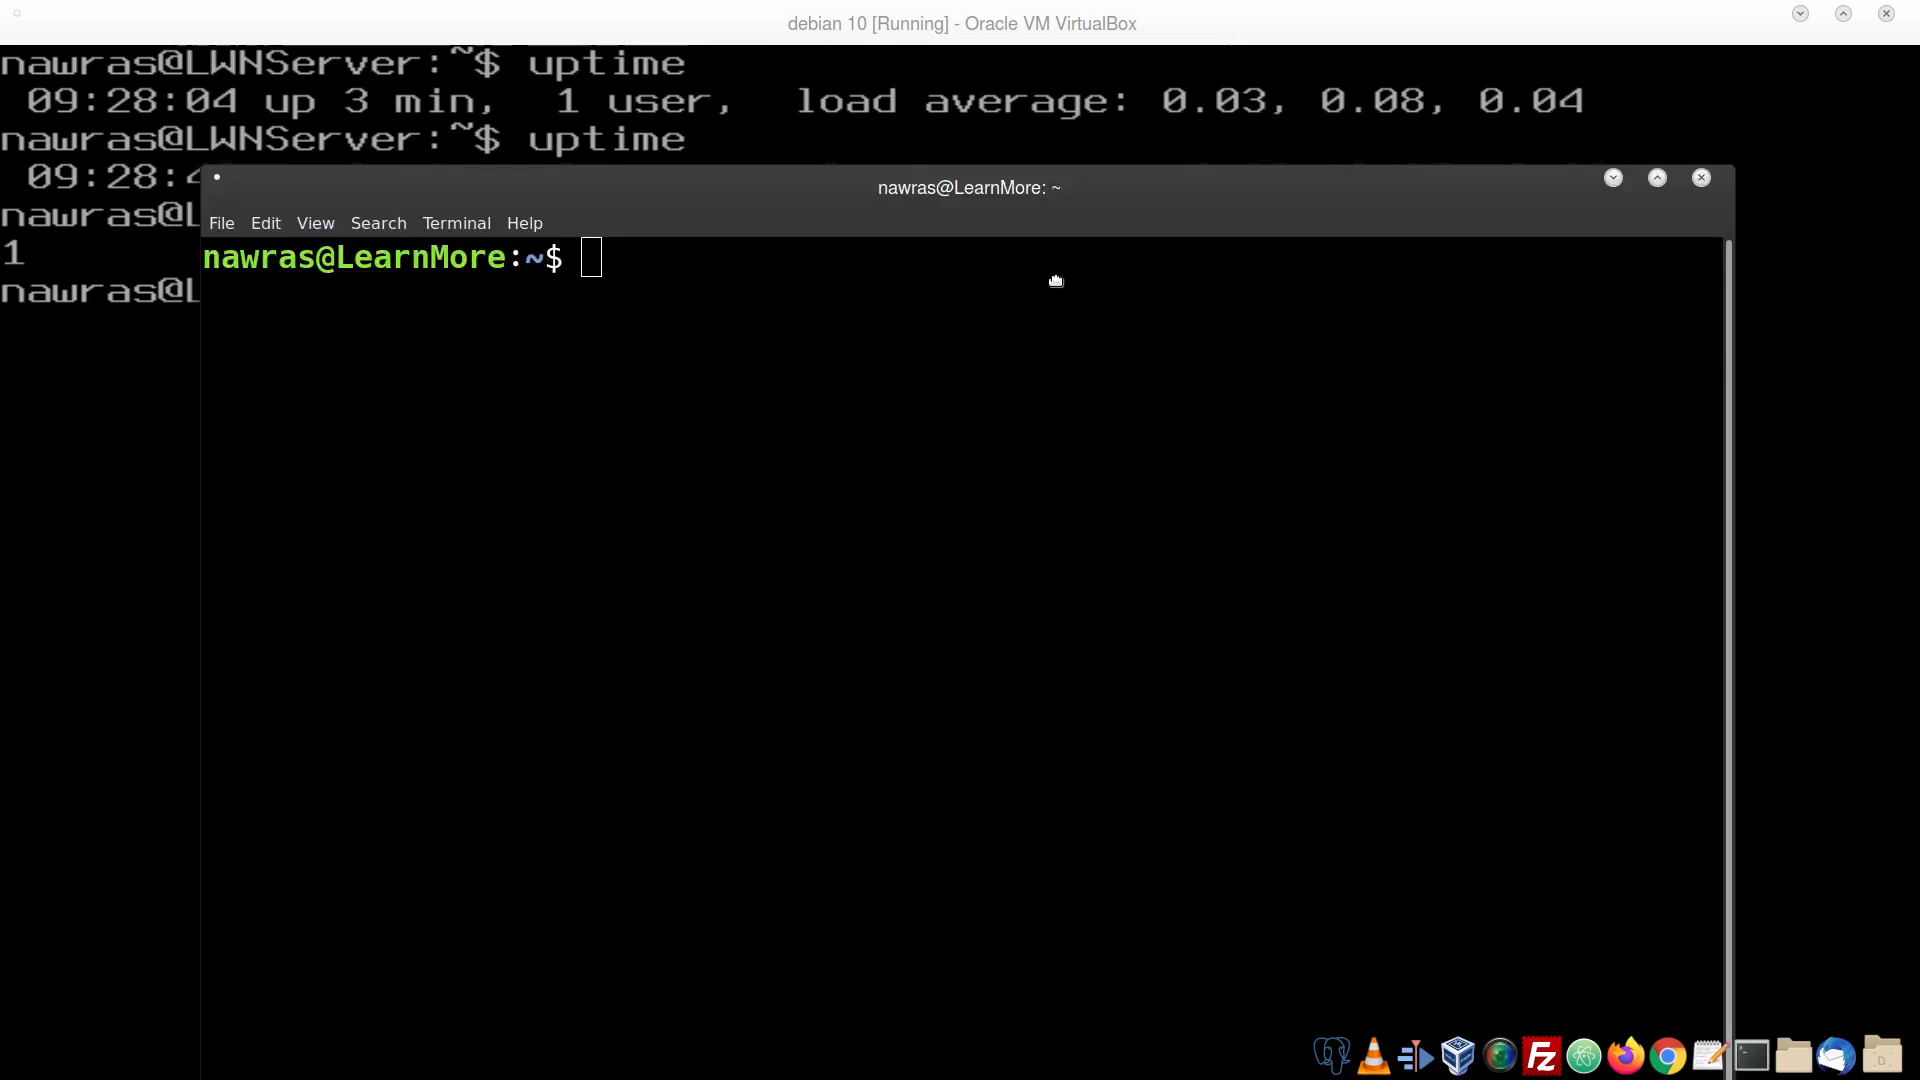 debian 10 [Running] - Oracle VM VirtualBox
nawras@LWNServer:~$ uptime
09:28:04 up 3 min,  1 user,  load average: 0.03, 0.08, 0.04
nawras@LWNServer:~$ uptime
09:28:4
nawras@L
1
nawras@L
nawras@LearnMore: ~
File Edit View Search Terminal Help
nawras@LearnMore:~$
Fz
D